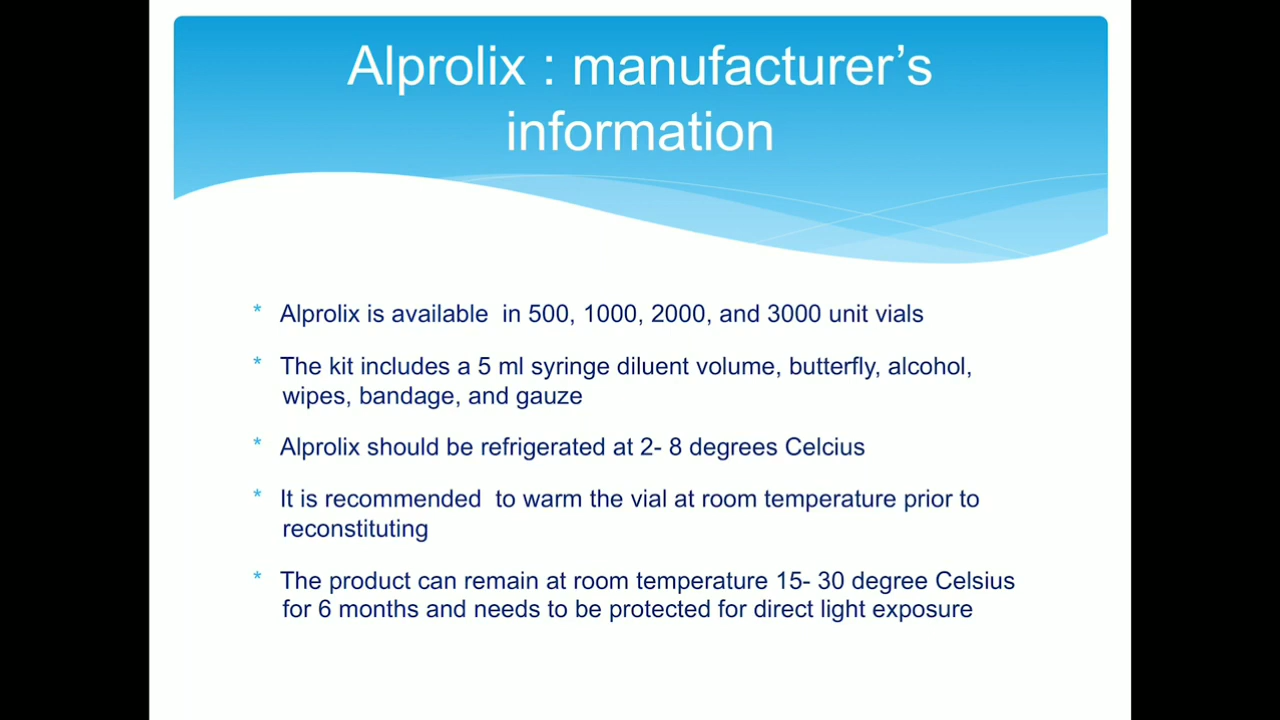 Alprolix : manufacturer’s
information
* Alprolix is available in 500, 1000, 2000, and 3000 unit vials
* The kit includes a 5 ml syringe diluent volume, butterfly, alcohol,
wipes, bandage, and gauze
* Alprolix should be refrigerated at 2- 8 degrees Celcius
* It is recommended to warm the vial at room temperature prior to
reconstituting
* The product can remain at room temperature 15- 30 degree Celsius
for 6 months and needs to be protected for direct light exposure